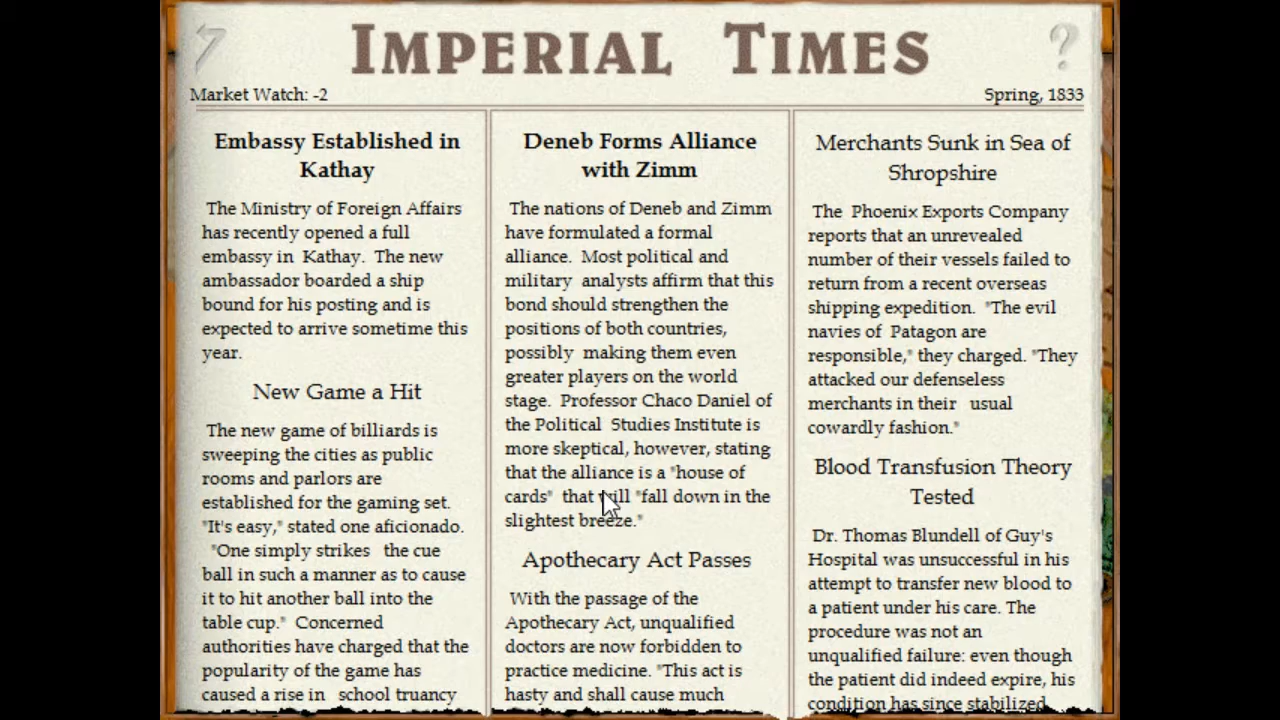 IMPERIAL TIMES
Market Watch: -2
Spring, 1833
Embassy Established in
Kathay
The Ministry of Foreign Affairs
has recently opened a full
embassy in Kathay. The new
ambassador boarded a ship
bound for his posting and is
expected to arrive sometime this
year.
New Game a Hit
The new game of billiards is
sweeping the cities as public
rooms and parlors are
established for the gaming set.
"It's easy," stated one aficionado.
"One simply strikes the cue
ball in such a manner as to cause
it to hit another ball into the
table cup." Concerned
authorities have charged that the
popularity of the game has
caused a rise in school truancy
Deneb Forms Alliance
with Zimm
The nations of Deneb and Zimm
have formulated a formal
alliance. Most political and
military analysts affirm that this
bond should strengthen the
positions of both countries,
possibly making them even
greater players on the world
stage. Professor Chaco Daniel of
the Political Studies Institute is
more skeptical, however, stating
that the alliance is a "house of
cards" that will "fall down in the
slightest breeze."
Apothecary Act Passes
With the passage of the
Apothecary Act, unqualified
doctors are now forbidden to
practice medicine. "This act is
hasty and shall cause much
Merchants Sunk in Sea of
Shropshire
The Phoenix Exports Company
reports that an unrevealed
number of their vessels failed to
return from a recent overseas
shipping expedition. "The evil
navies of Patagon are
responsible," they charged. "They
attacked our defenseless
merchants in their usual
cowardly fashion."
Blood Transfusion Theory
Tested
Dr. Thomas Blundell of Guy's
Hospital was unsuccessful in his
attempt to transfer new blood to
a patient under his care. The
procedure was not an
unqualified failure: even though
the patient did indeed expire, his
condition has since stabilized